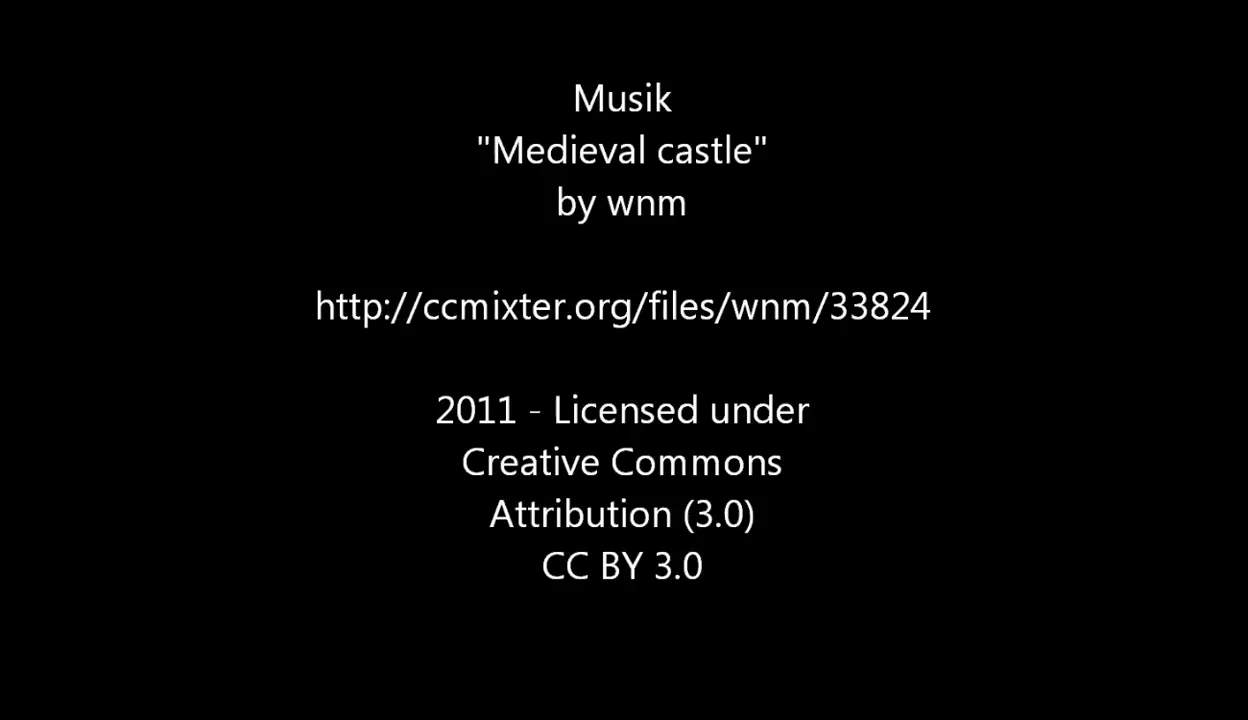 Musik
"Medieval castle"
by wnm
http://ccmixter.org/files/wnm/33824
2011 - Licensed under
Creative Commons
Attribution (3.0)
CC BY 3.0